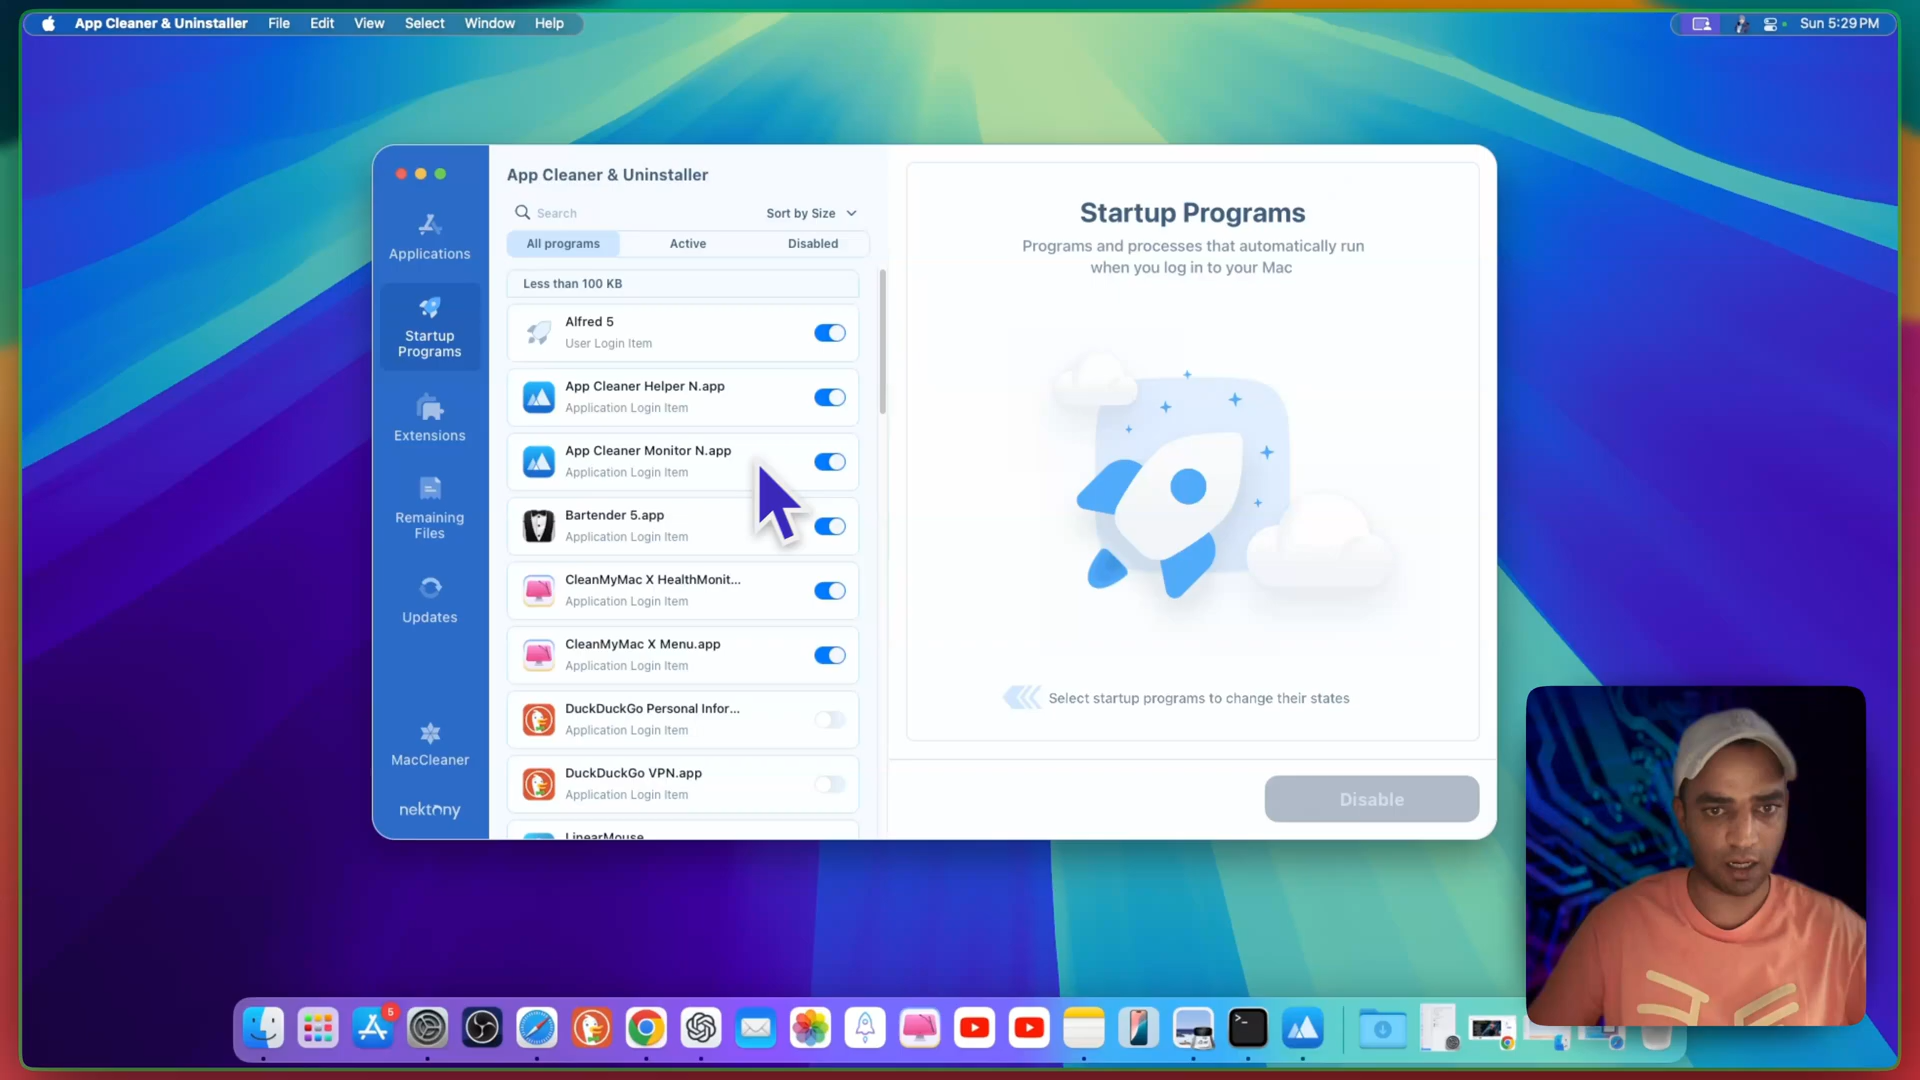 App Cleaner & Uninstaller File Edit View Select Window Help
Sun 5:29 PM
Applications
Startup
Programs
Extensions
Remaining
Files
Updates
MacCleaner
nektony
App Cleaner & Uninstaller
Search
Sort by Size
All programs Active Disabled
Less than 100 KB
Alfred 5
User Login Item
App Cleaner Helper N.app
Application Login Item
App Cleaner Monitor N.app
Application Login Item
Bartender 5.app
Application Login Item
CleanMyMac X HealthMonit...
Application Login Item
CleanMyMac X Menu.app
Application Login Item
DuckDuckGo Personal Infor...
Application Login Item
DuckDuckGo VPN.app
Application Login Item
LinearMouse
Startup Programs
Programs and processes that automatically run
when you log in to your Mac
Select startup programs to change their states
Disable
5